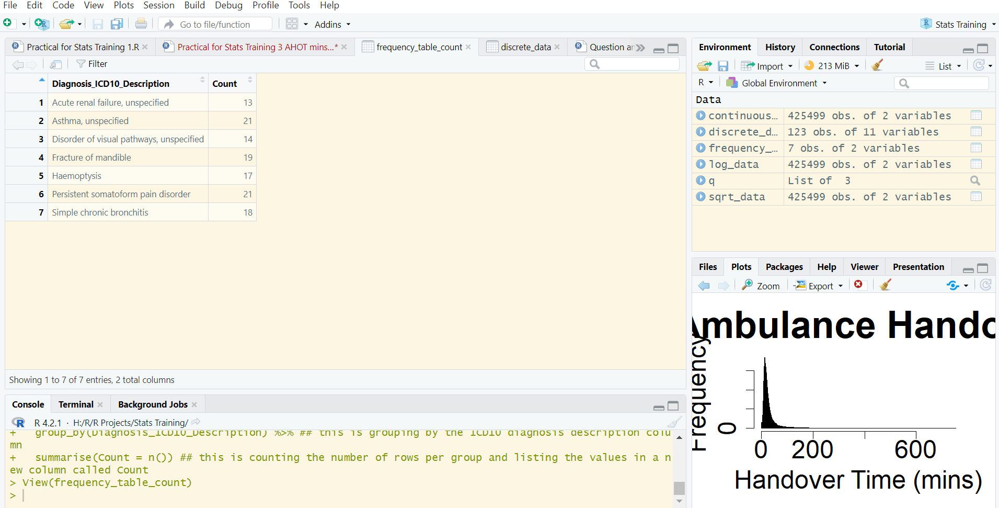 File Edit Code View Plots Session Build Debug Profile Tools Help
Go to file/function
Addins
Stats Training
Practical for Stats Training 1.R
Practical for Stats Training 3 AHOT mins...*
frequency_table_count
discrete_data
Question ar
Filter
Diagnosis_ICD10_Description Count
1 Acute renal failure, unspecified 13
2 Asthma, unspecified 21
3 Disorder of visual pathways, unspecified 14
4 Fracture of mandible 19
5 Haemoptysis 17
6 Persistent somatoform pain disorder 21
7 Simple chronic bronchitis 18
Showing 1 to 7 of 7 entries, 2 total columns
Console Terminal Background Jobs
R 4.2.1 · H:/R/R Projects/Stats Training/
+ group_by(Diagnosis_ICD10_Description) %>% ## this is grouping by the ICD10 diagnosis description colu
mn
+ summarise(Count = n()) ## this is counting the number of rows per group and listing the values in a n
ew column called Count
> View(frequency_table_count)
>
Environment History Connections Tutorial
Import 213 MiB List
R Global Environment
Data
continuous... 425499 obs. of 2 variables
discrete_d... 123 obs. of 11 variables
frequency_... 7 obs. of 2 variables
log_data 425499 obs. of 2 variables
q List of 3
sqrt_data 425499 obs. of 2 variables
Files Plots Packages Help Viewer Presentation
Zoom Export
Ambulance Hando
Frequency
0
0 200 600
Handover Time (mins)